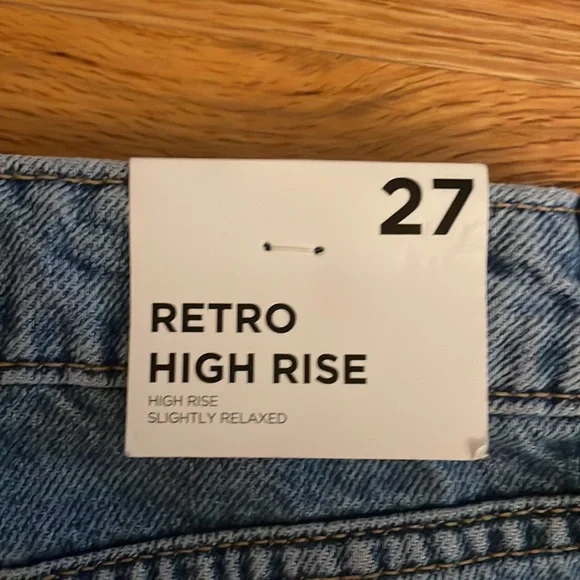 27
RETRO
HIGH RISE
HIGH RISE
SLIGHTLY RELAXED